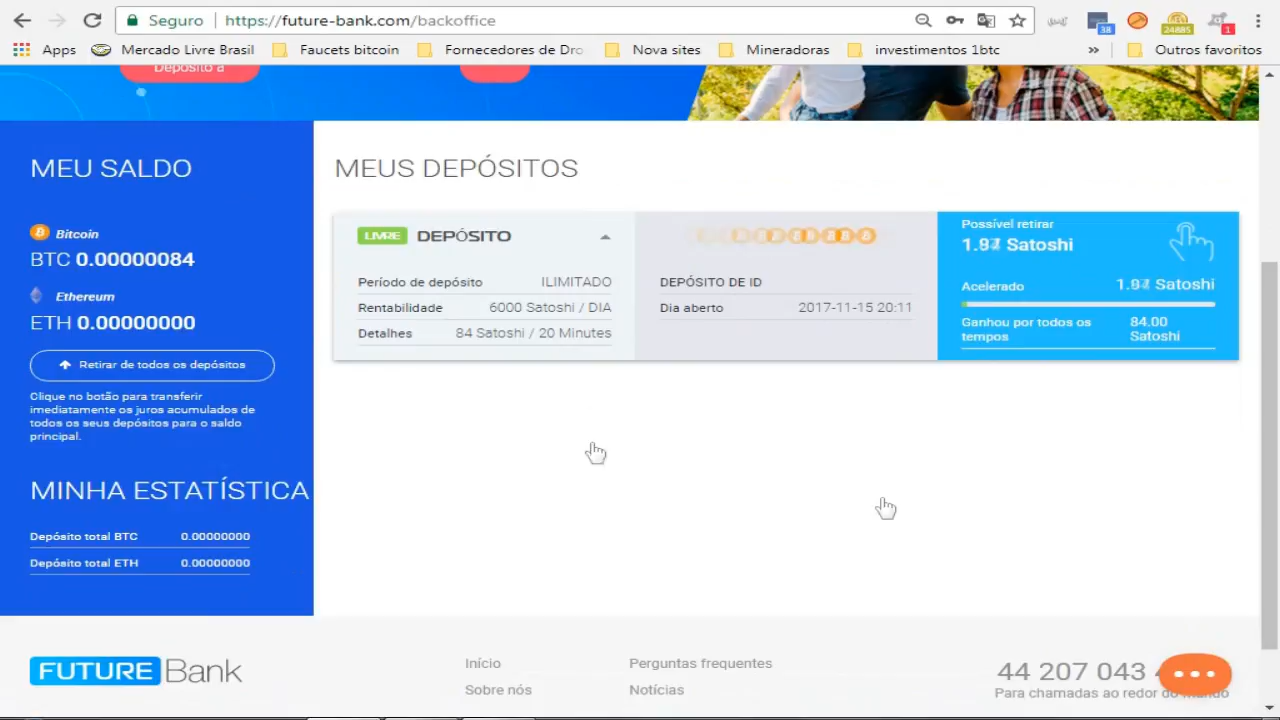 Seguro https://future-bank.com/backoffice
38 24885 1
Apps Mercado Livre Brasil Faucets bitcoin Fornecedores de Dro Nova sites Mineradoras investimentos 1btc » Outros favoritos
Depósito a
MEU SALDO
Bitcoin
BTC 0.00000084
Ethereum
ETH 0.00000000
Retirar de todos os depósitos
Clique no botão para transferir
imediatamente os juros acumulados de
todos os seus depósitos para o saldo
principal.
MINHA ESTATÍSTICA
Depósito total BTC 0.00000000
Depósito total ETH 0.00000000
MEUS DEPÓSITOS
LIVRE DEPÓSITO
Período de depósito ILIMITADO
Rentabilidade 6000 Satoshi / DIA
Detalhes 84 Satoshi / 20 Minutes
DEPÓSITO DE ID
Dia aberto 2017-11-15 20:11
Possível retirar
Satoshi
Acelerado Satoshi
Ganhou por todos os
tempos
84.00
Satoshi
FUTURE Bank
Início
Sobre nós
Perguntas frequentes
Notícias
44 207 043
Para chamadas ao redor do mundo